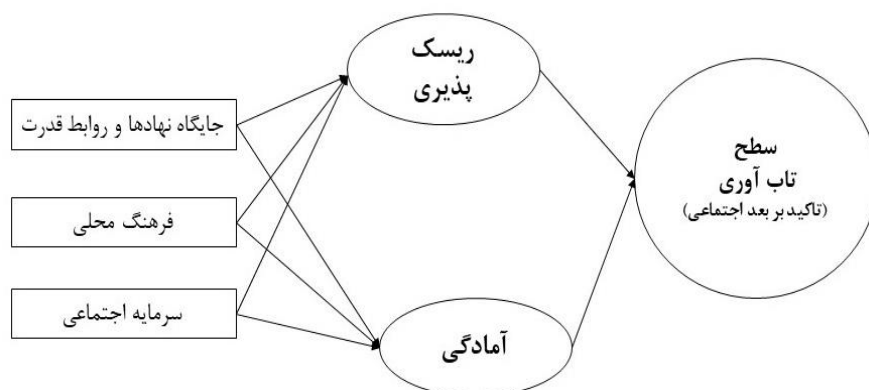 ریسک
پذیری
جایگاه نهادها و روابط قدرت
فرهنگ محلی
سرمایه اجتماعی
آمادگی
سطح
تاب آوری
(تاکید بر بعد اجتماعی)